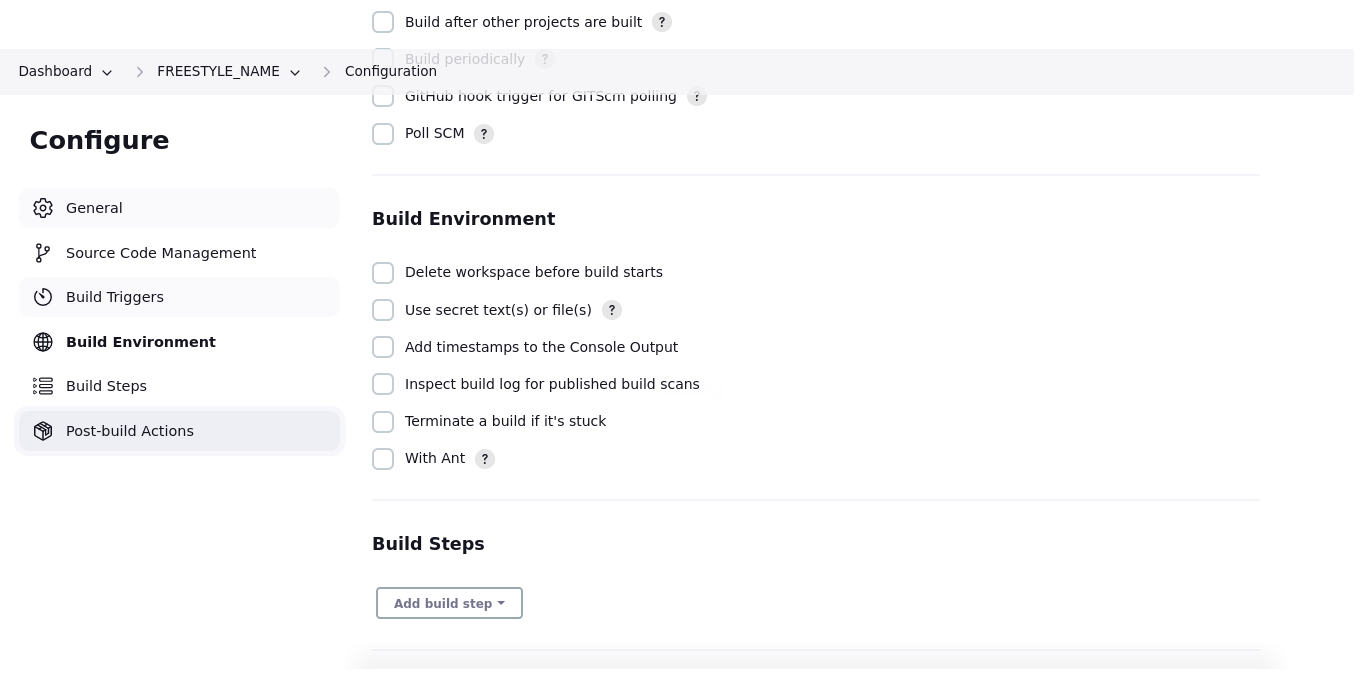 Build after other projects are built ?
Build periodically ?
Dashboard FREESTYLE_NAME Configuration
GitHub hook trigger for GITScm polling ?
Poll SCM ?
Configure
General
Source Code Management
Build Triggers
Build Environment
Build Steps
Post-build Actions
Build Environment
Delete workspace before build starts
Use secret text(s) or file(s) ?
Add timestamps to the Console Output
Inspect build log for published build scans
Terminate a build if it's stuck
With Ant ?
Build Steps
Add build step